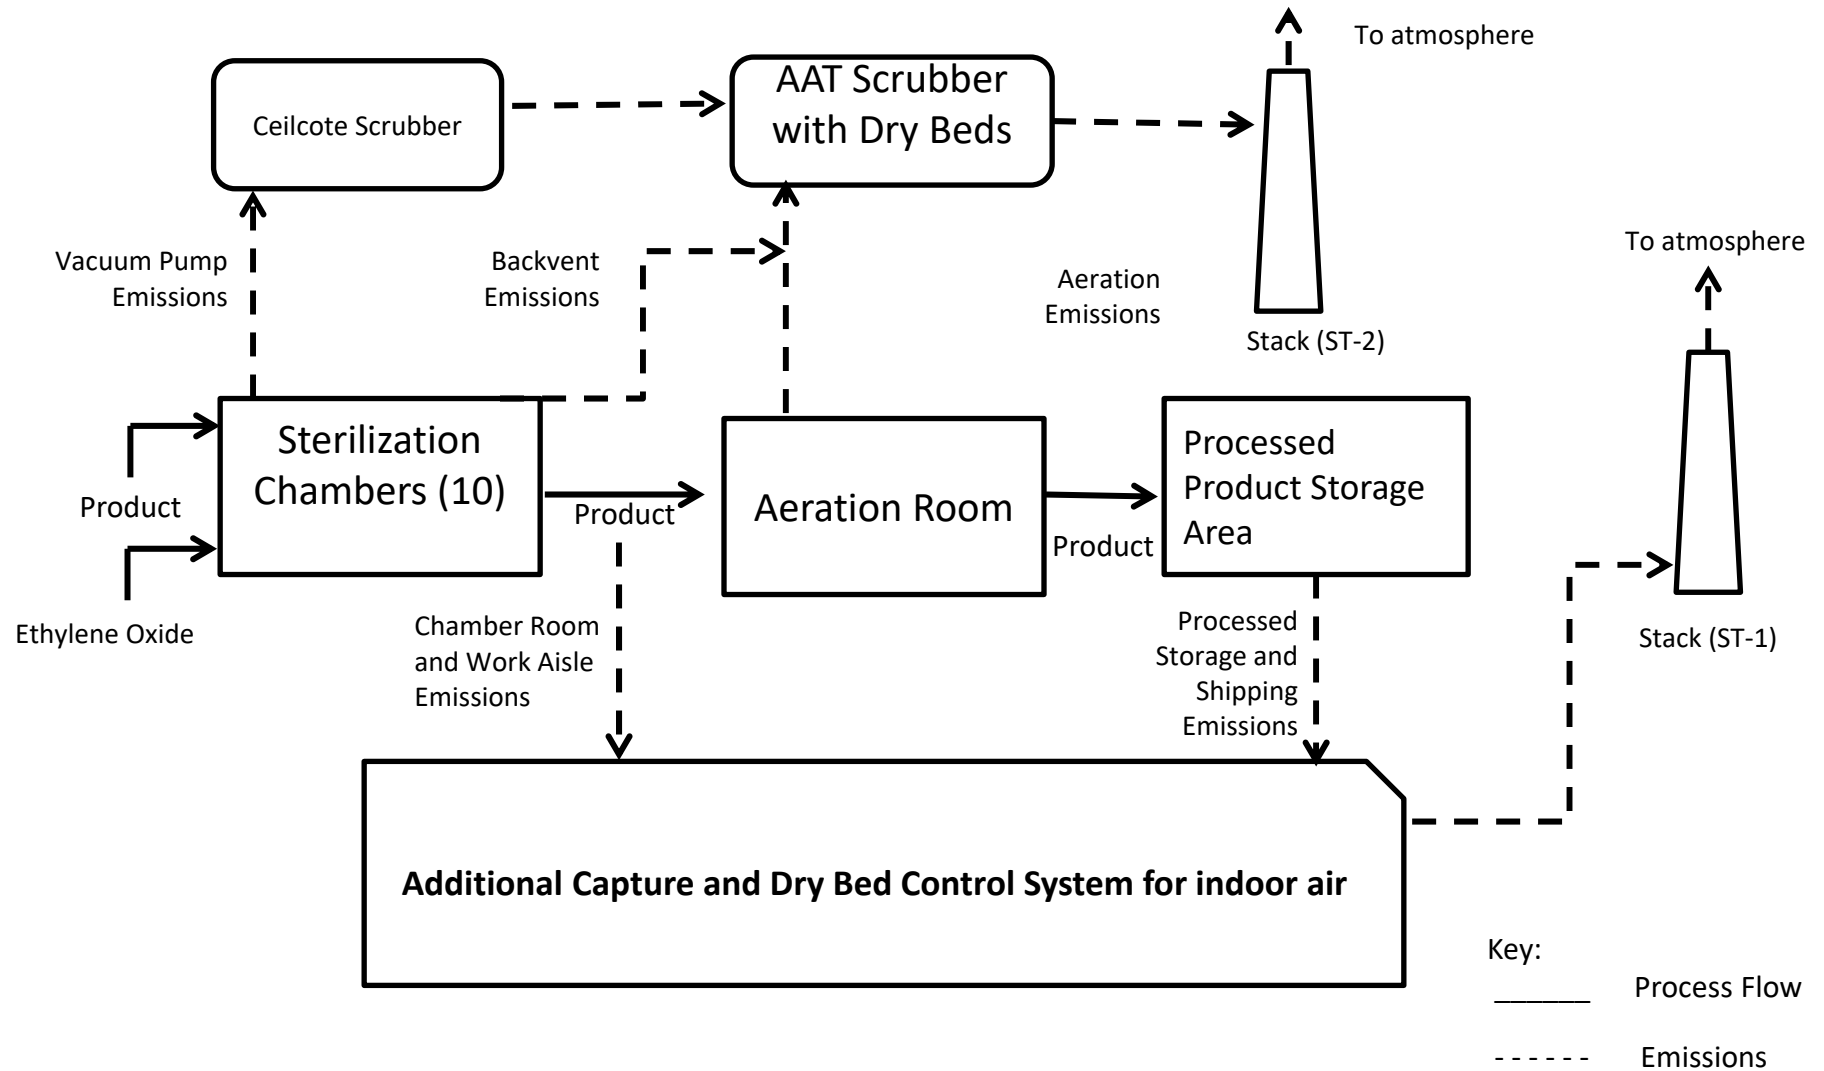 To atmosphere
AAT Scrubber
with Dry Beds
Ceilcote Scrubber
To atmosphere
Vacuum Pump
Emissions
Backvent
Emissions
Aeration
Emissions
Stack (ST-2)
Sterilization
Chambers (10)
Processed
Product Storage
Area
Product
Product
Aeration Room
Product
Ethylene Oxide
Chamber Room
and Work Aisle
Emissions
Processed
Storage and
Shipping
Emissions
Stack (ST-1)
Additional Capture and Dry Bed Control System for indoor air
Key:
______ Process Flow
- - - - - - Emissions